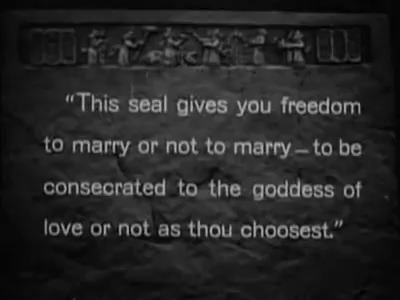 "This seal gives you freedom
to marry or not to marry – to be
consecrated to the goddess of
love or not as thou choosest."